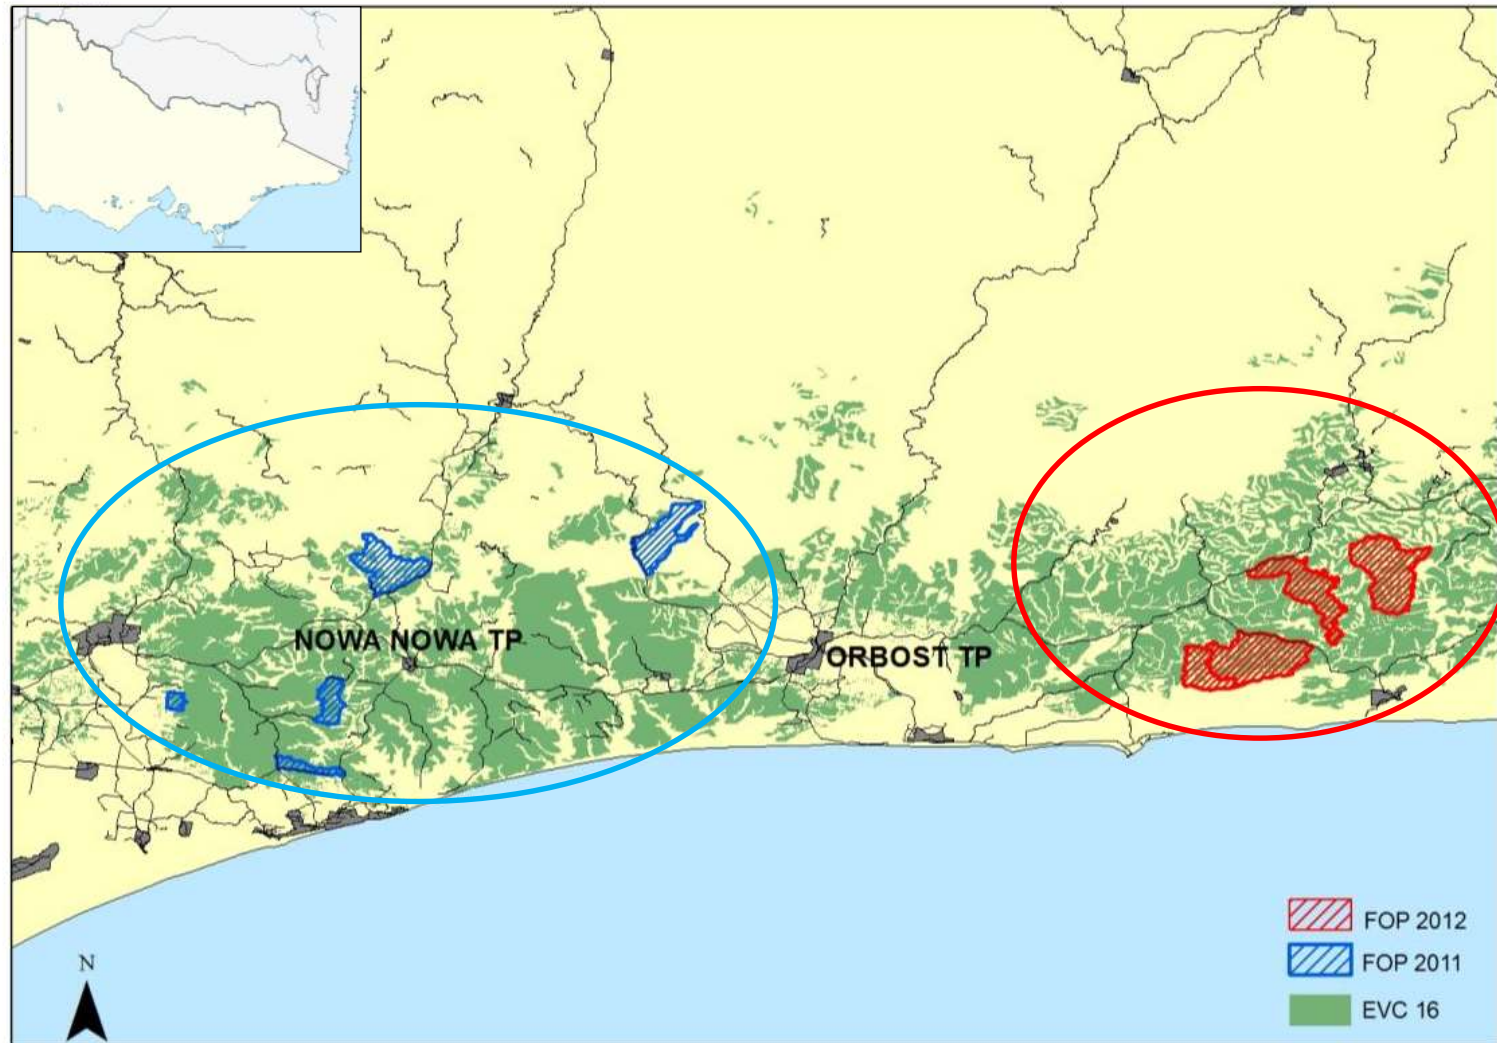 NOWA NOWA TP
ORBOST TP
FOP 2012
FOP 2011
EVC 16
N